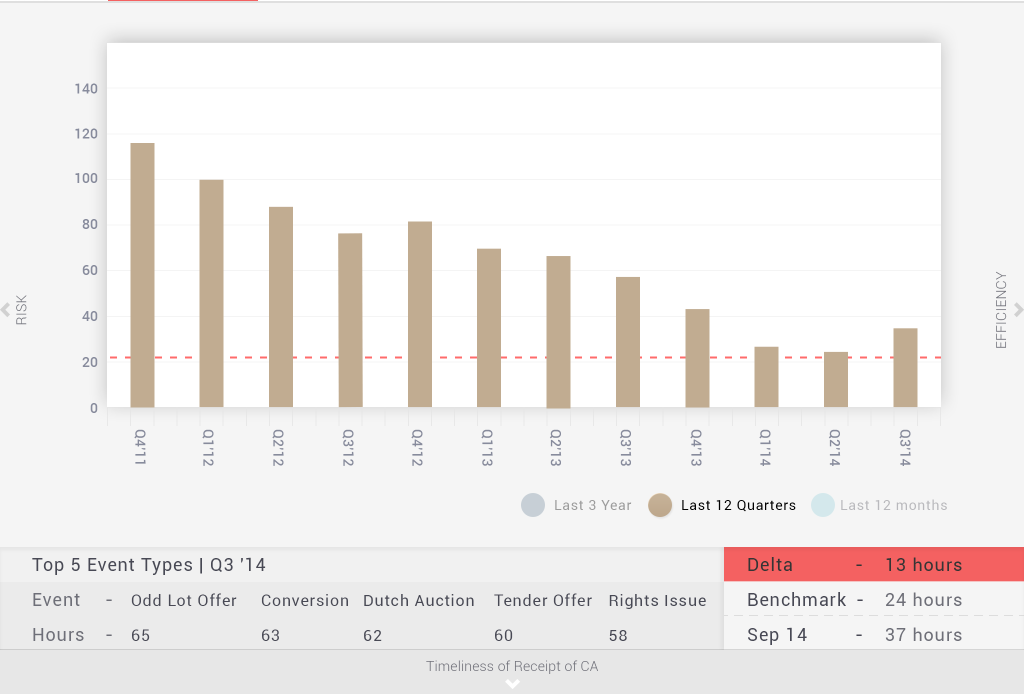 140
120
100
80
60
40
20
0
RISK
EFFICIENCY
Q4'11
Q1'12
Q2'12
Q3'12
Q4'12
Q1'13
Q2'13
Q3'13
Q4'13
Q1'14
Q2'14
Q3'14
Last 3 Year Last 12 Quarters Last 12 months
Top 5 Event Types | Q3 '14
Event - Odd Lot Offer Conversion Dutch Auction Tender Offer Rights Issue
Hours - 65 63 62 60 58
Delta - 13 hours
Benchmark - 24 hours
Sep 14 - 37 hours
Timeliness of Receipt of CA